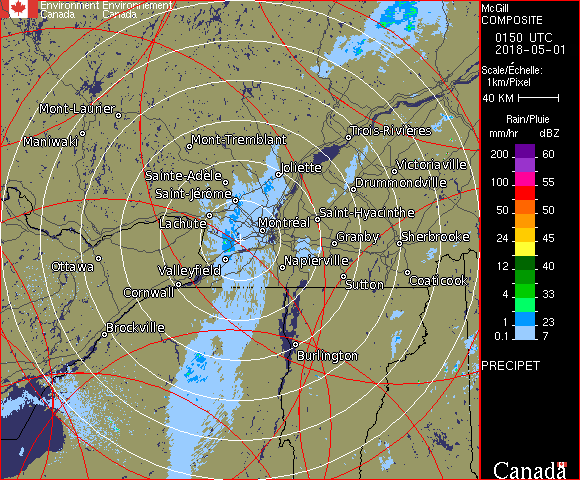 Environment Environnement
Canada Canada
McGill
COMPOSITE
0150 UTC
2018-05-01
Scale/Échelle:
1km/Pixel
40 KM
Rain/Pluie
mm/hr dBZ
200 60
100 55
50 50
24 45
12 40
4 33
1 23
0.1 7
PRECIPET
Canada
Mont-Laurier
Maniwaki
Mont-Tremblant
Trois-Rivières
Sainte-Adèle
Joliette
Victoriaville
Saint-Jérôme
Drummondville
Lachute
Montréal
Saint-Hyacinthe
Granby
Sherbrooke
Ottawa
Valleyfield
Napierville
Cornwall
Sutton
Coaticook
Brockville
Burlington